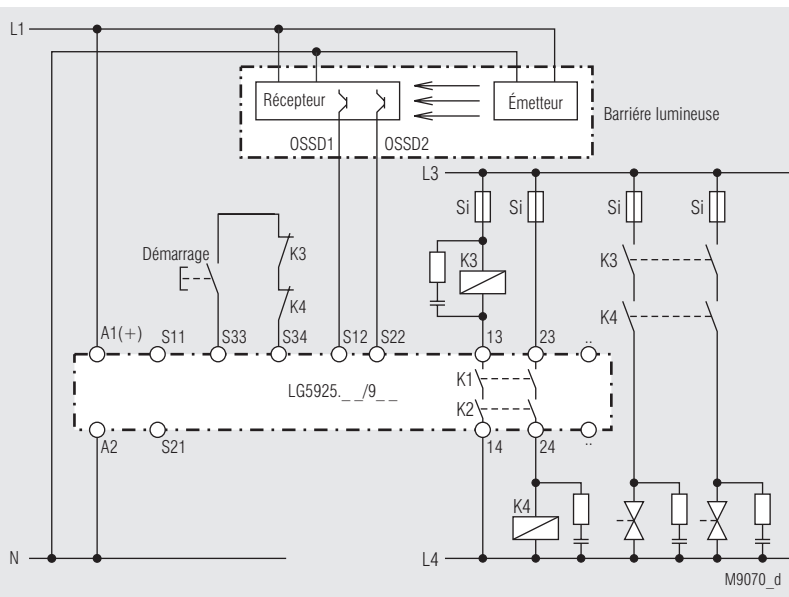 L1
Récepteur
Émetteur
Barriére lumineuse
OSSD1
OSSD2
L3
Si
Si
Si
Si
Démarrage
K3
K3
K3
K4
K4
A1(+)
S11
S33
S34
S12
S22
13
23
..
LG5925._ _/9_ _
K1
K2
A2
S21
14
24
..
K4
N
L4
M9070_d